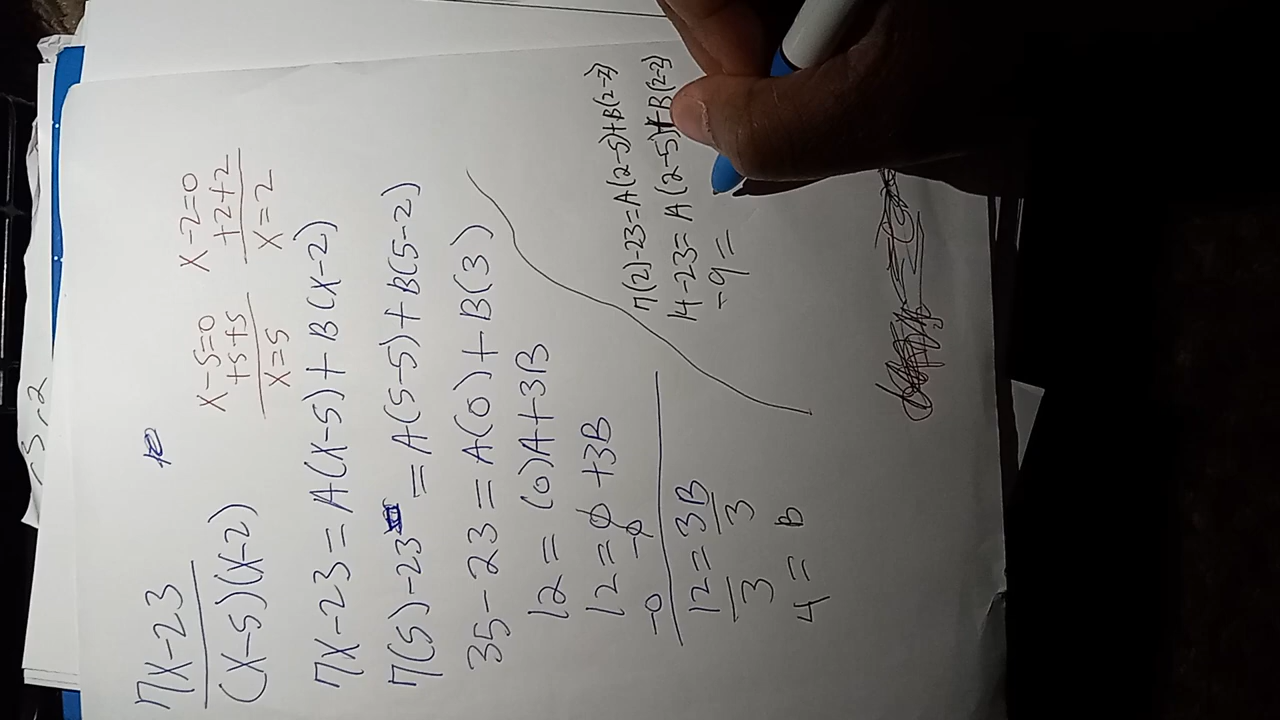 7x-23
(x-5)(x-2)
x-5=0
+5+5
x=5
x-2=0
+2+2
x=2
7x-23=A(x-5)+B(x-2)
7(5)-23=A(5-5)+B(5-2)
35-23=A(0)+B(3)
12=(0)A+3B
12=0+3B
-0 -0
12=3B
3 3
4=B
7(2)-23=A(2-5)+B(2-2)
14-23=A(2-5)+B(2-2)
-9=